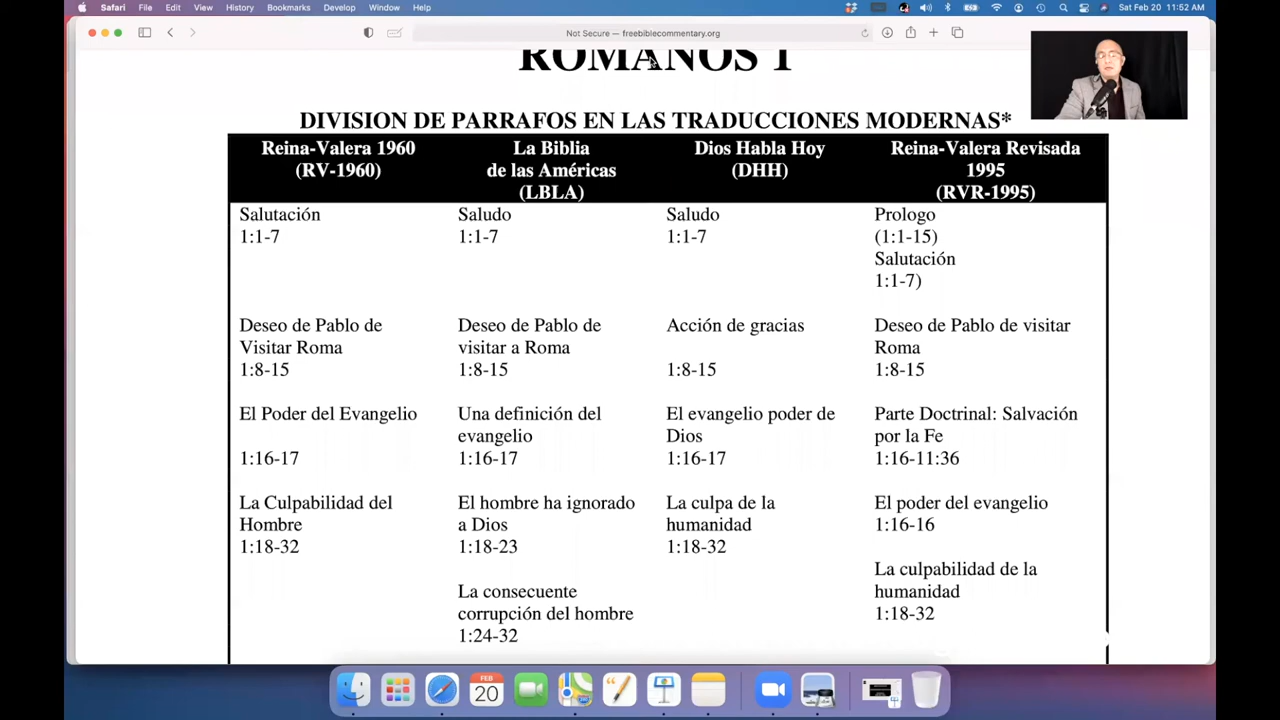 Safari File Edit View History Bookmarks Develop Window Help
Sat Feb 20 11:52 AM
Not Secure — freebiblecommentary.org
ROMANOS 1
DIVISION DE PARRAFOS EN LAS TRADUCCIONES MODERNAS*
Reina-Valera 1960
(RV-1960)
La Biblia
de las Américas
(LBLA)
Dios Habla Hoy
(DHH)
Reina-Valera Revisada
1995
(RVR-1995)
Salutación
1:1-7
Saludo
1:1-7
Saludo
1:1-7
Prologo
(1:1-15)
Salutación
1:1-7)
Deseo de Pablo de
Visitar Roma
1:8-15
Deseo de Pablo de
visitar a Roma
1:8-15
Acción de gracias
1:8-15
Deseo de Pablo de visitar
Roma
1:8-15
El Poder del Evangelio
1:16-17
Una definición del
evangelio
1:16-17
El evangelio poder de
Dios
1:16-17
Parte Doctrinal: Salvación
por la Fe
1:16-11:36
La Culpabilidad del
Hombre
1:18-32
El hombre ha ignorado
a Dios
1:18-23
La culpa de la
humanidad
1:18-32
El poder del evangelio
1:16-16
La consecuente
corrupción del hombre
1:24-32
La culpabilidad de la
humanidad
1:18-32
FEB
20